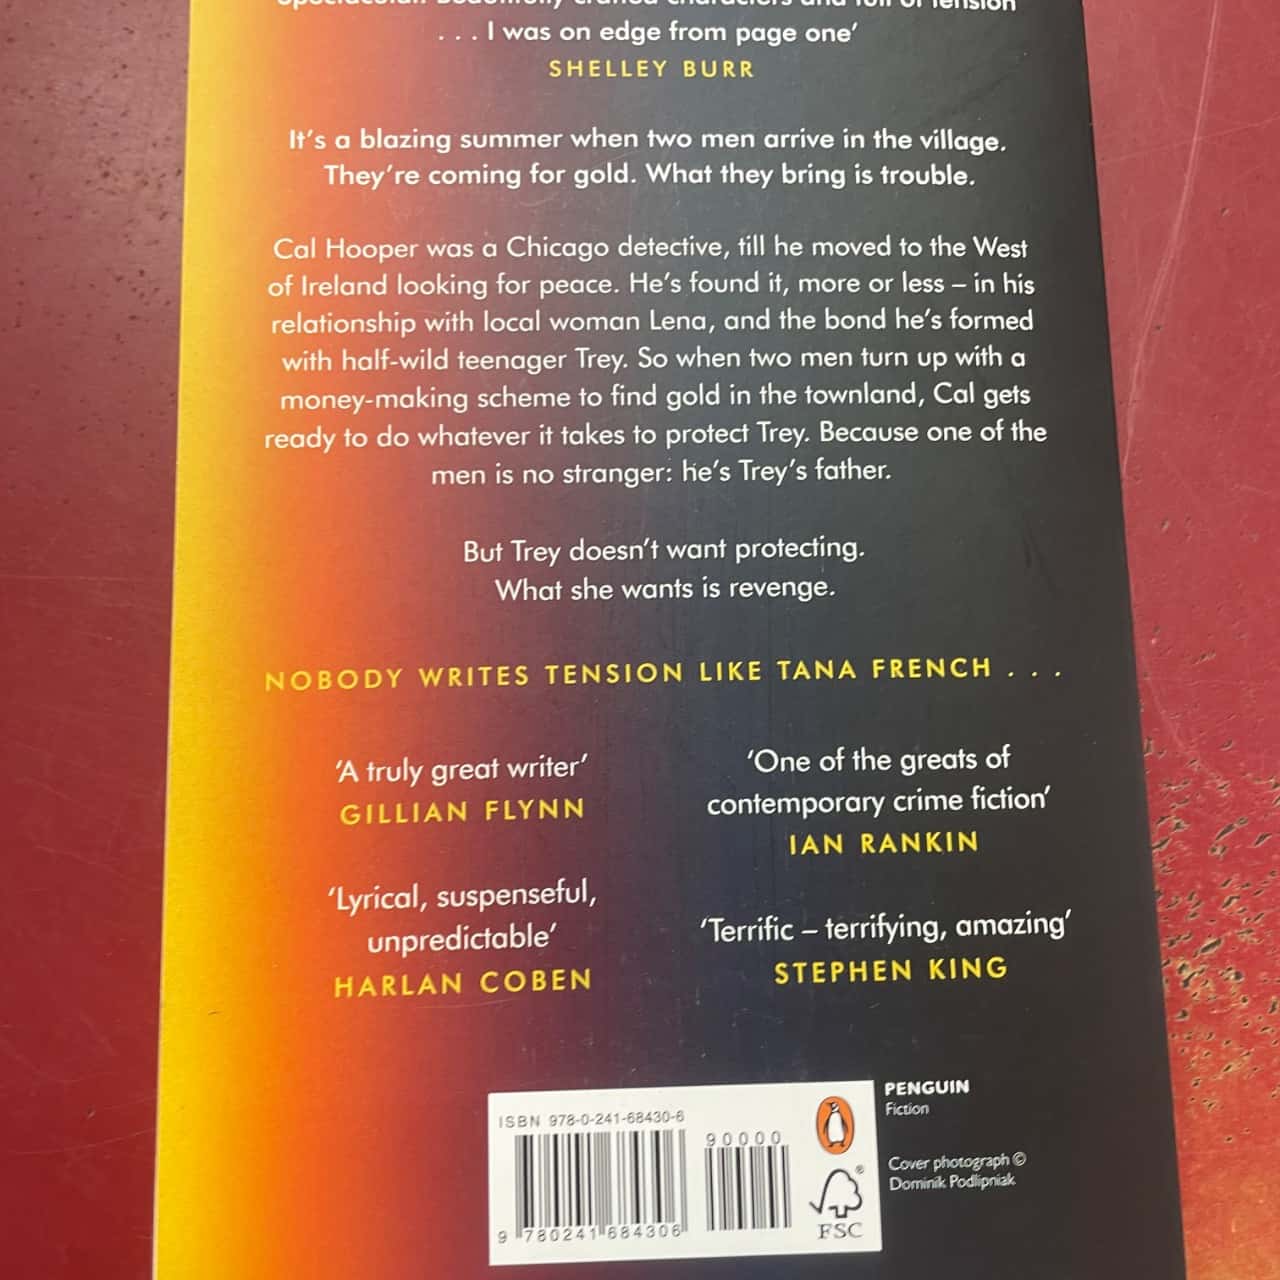 Spectacular! Beautifully crafted characters and full of tension
. . . I was on edge from page one’
SHELLEY BURR
It’s a blazing summer when two men arrive in the village.
They’re coming for gold. What they bring is trouble.
Cal Hooper was a Chicago detective, till he moved to the West
of Ireland looking for peace. He’s found it, more or less – in his
relationship with local woman Lena, and the bond he’s formed
with half-wild teenager Trey. So when two men turn up with a
money-making scheme to find gold in the townland, Cal gets
ready to do whatever it takes to protect Trey. Because one of the
men is no stranger: he’s Trey’s father.
But Trey doesn’t want protecting.
What she wants is revenge.
NOBODY WRITES TENSION LIKE TANA FRENCH . . .
‘A truly great writer’
GILLIAN FLYNN
‘One of the greats of
contemporary crime fiction’
IAN RANKIN
‘Lyrical, suspenseful,
unpredictable’
HARLAN COBEN
‘Terrific – terrifying, amazing’
STEPHEN KING
ISBN 978-0-241-68430-6
90000
9 780241 684306
FSC®
PENGUIN
Fiction
Cover photograph ©
Dominik Podlipniak